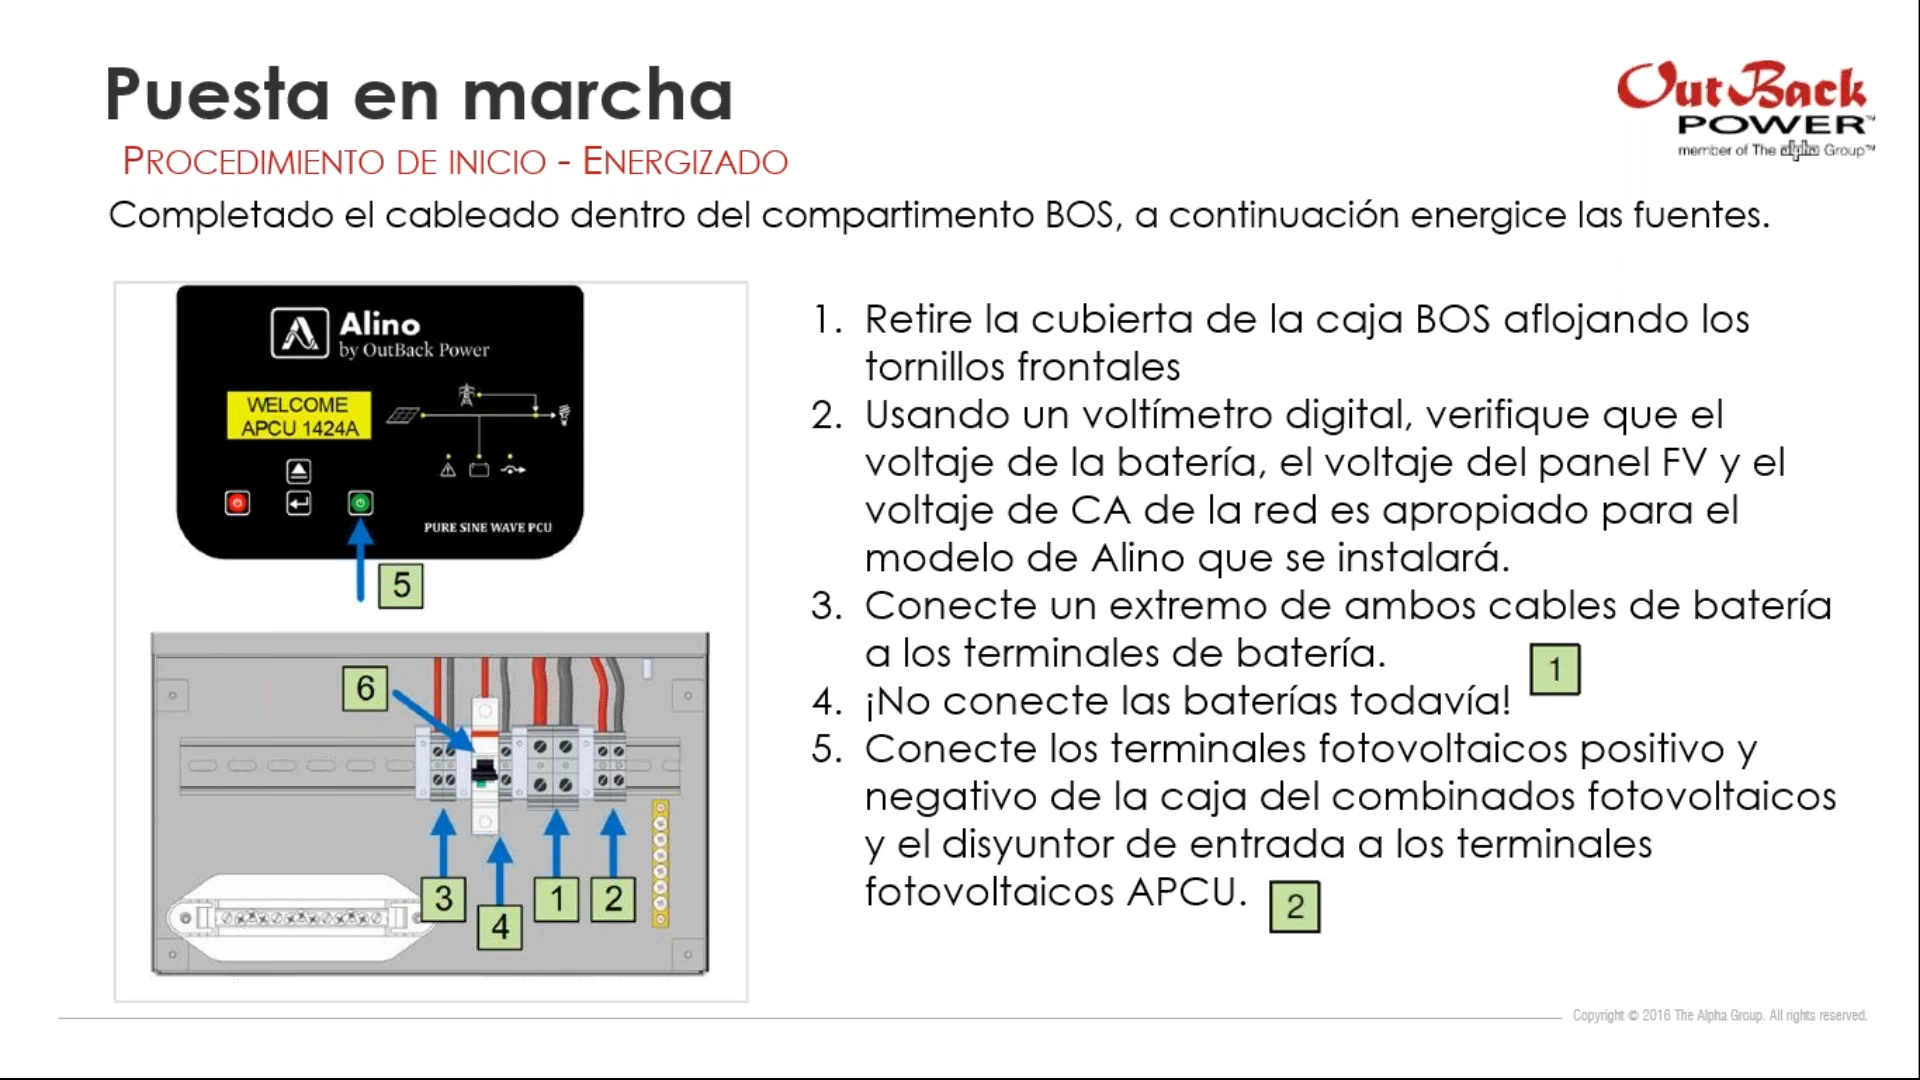 Puesta en marcha
OutBack
POWER™
member of The alpha Group™
PROCEDIMIENTO DE INICIO - ENERGIZADO
Completado el cableado dentro del compartimento BOS, a continuación energice las fuentes.
Alino
by OutBack Power
WELCOME
APCU 1424A
PURE SINE WAVE PCU
5
6
3
4
1
2
1. Retire la cubierta de la caja BOS aflojando los
tornillos frontales
2. Usando un voltímetro digital, verifique que el
voltaje de la batería, el voltaje del panel FV y el
voltaje de CA de la red es apropiado para el
modelo de Alino que se instalará.
3. Conecte un extremo de ambos cables de batería
a los terminales de batería.
1
4. ¡No conecte las baterías todavía!
5. Conecte los terminales fotovoltaicos positivo y
negativo de la caja del combinados fotovoltaicos
y el disyuntor de entrada a los terminales
fotovoltaicos APCU.
2
Copyright © 2016 The Alpha Group. All rights reserved.